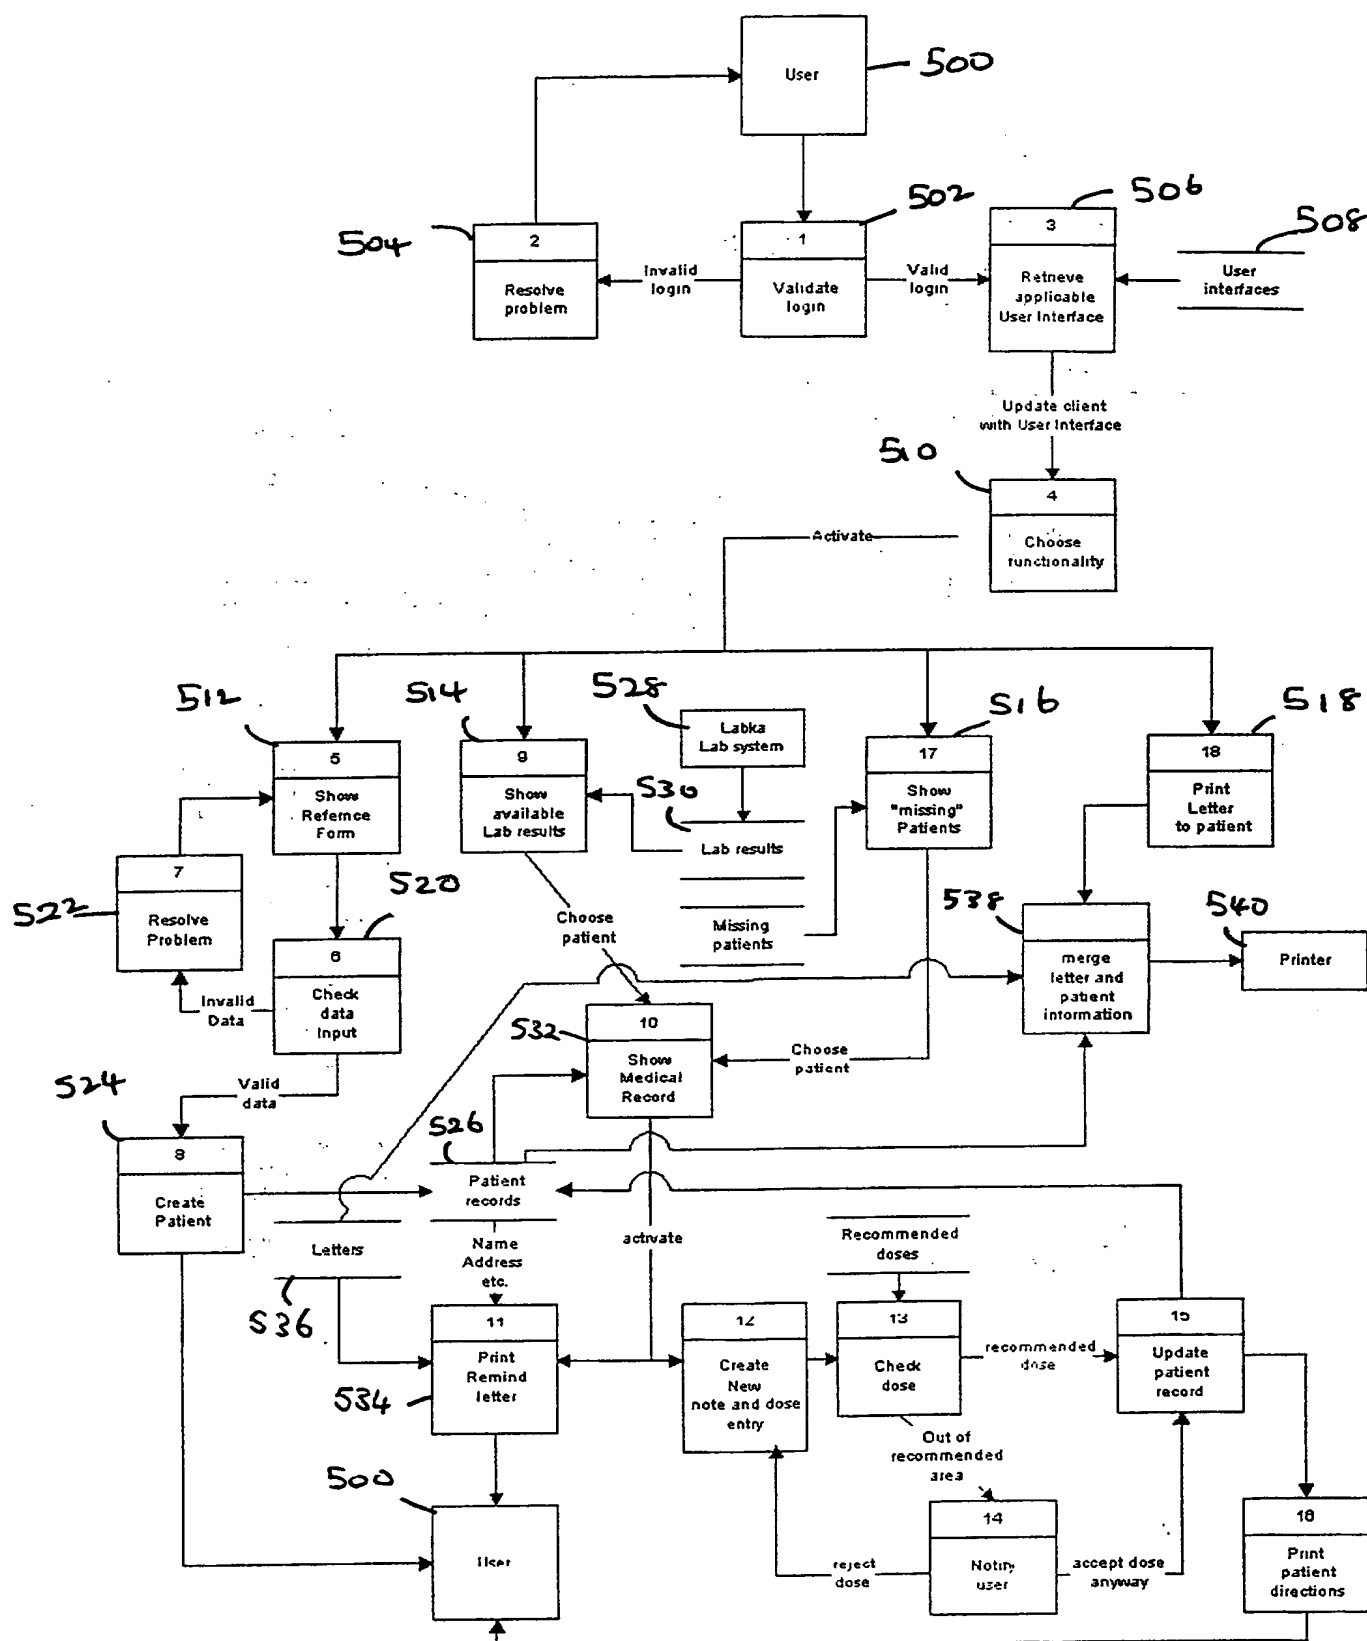 User
500
502
506
508
504
2
Resolve
problem
Invalid
login
1
Validate
login
Valid
login
3
Retrieve
applicable
User Interface
User
interfaces
Update client
with User Interface
510
4
Choose
functionality
Activate
512
514
528
516
518
5
Show
Refernce
Form
9
Show
available
Lab results
Labka
Lab system
530
Lab results
17
Show
"missing"
Patients
18
Print
Letter
to patient
7
Resolve
Problem
522
520
Choose
patient
Missing
patients
538
merge
letter and
patient
information
540
Printer
Invalid
Data
6
Check
data
Input
532
10
Show
Medical
Record
Choose
patient
524
Valid
data
526
8
Create
Patient
Patient
records
Letters
536
Name
Address
etc.
activate
Recommended
doses
11
Print
Remind
letter
534
12
Create
New
note and dose
entry
13
Check
dose
recommended
dose
15
Update
patient
record
Out of
recommended
area
500
User
reject
dose
14
Notify
user
accept dose
anyway
16
Print
patient
directions